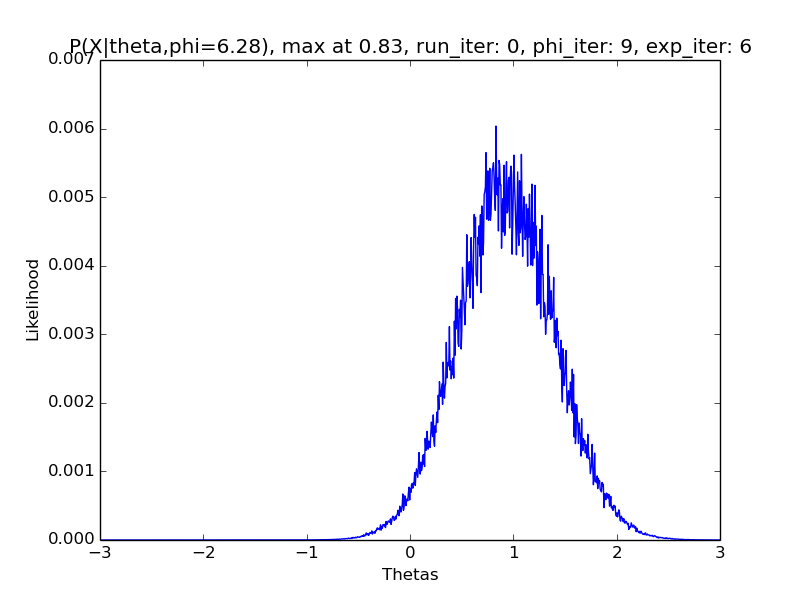 P(X|theta,phi=6.28), max at 0.83, run_iter: 0, phi_iter: 9, exp_iter: 6
0.007
0.006
0.005
0.004
0.003
0.002
0.001
0.000
Likelihood
−3 −2 −1 0 1 2 3
Thetas